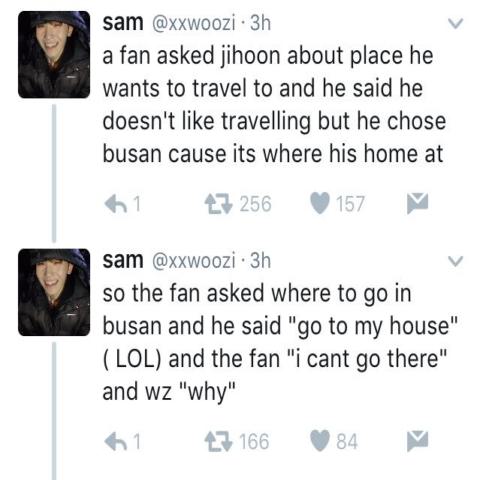 sam @xxwoozi · 3h
a fan asked jihoon about place he
wants to travel to and he said he
doesn't like travelling but he chose
busan cause its where his home at
1 256 157
sam @xxwoozi · 3h
so the fan asked where to go in
busan and he said "go to my house"
( LOL) and the fan "i cant go there"
and wz "why"
1 166 84